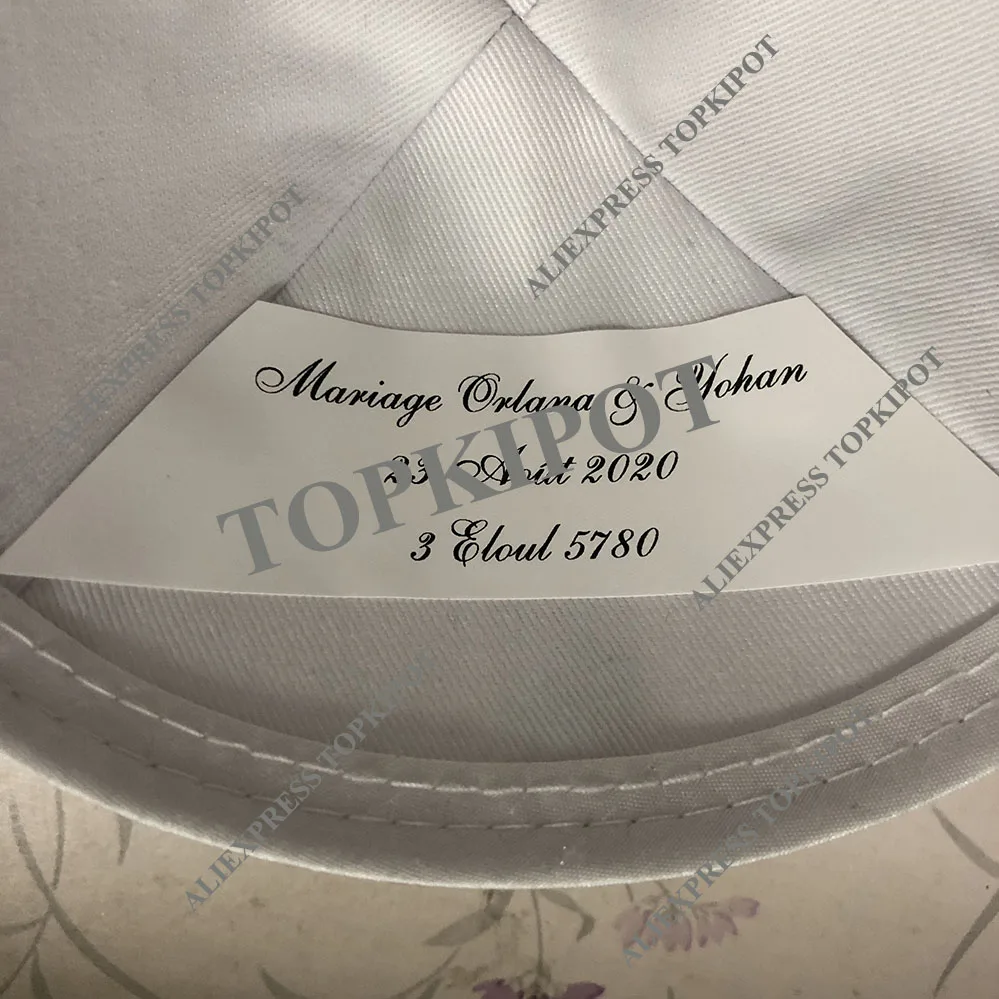 ALIEXPRESS TOPKIPOT
ALIEXPRESS TOPKIPOT
Mariage Orlana & Yohan
23 Août 2020
3 Eloul 5780
TOPKIPOT
ALIEXPRESS TOPKIPOT
ALIEXPRESS TOPKIPOT
ALIEXPRESS TOPKIPOT